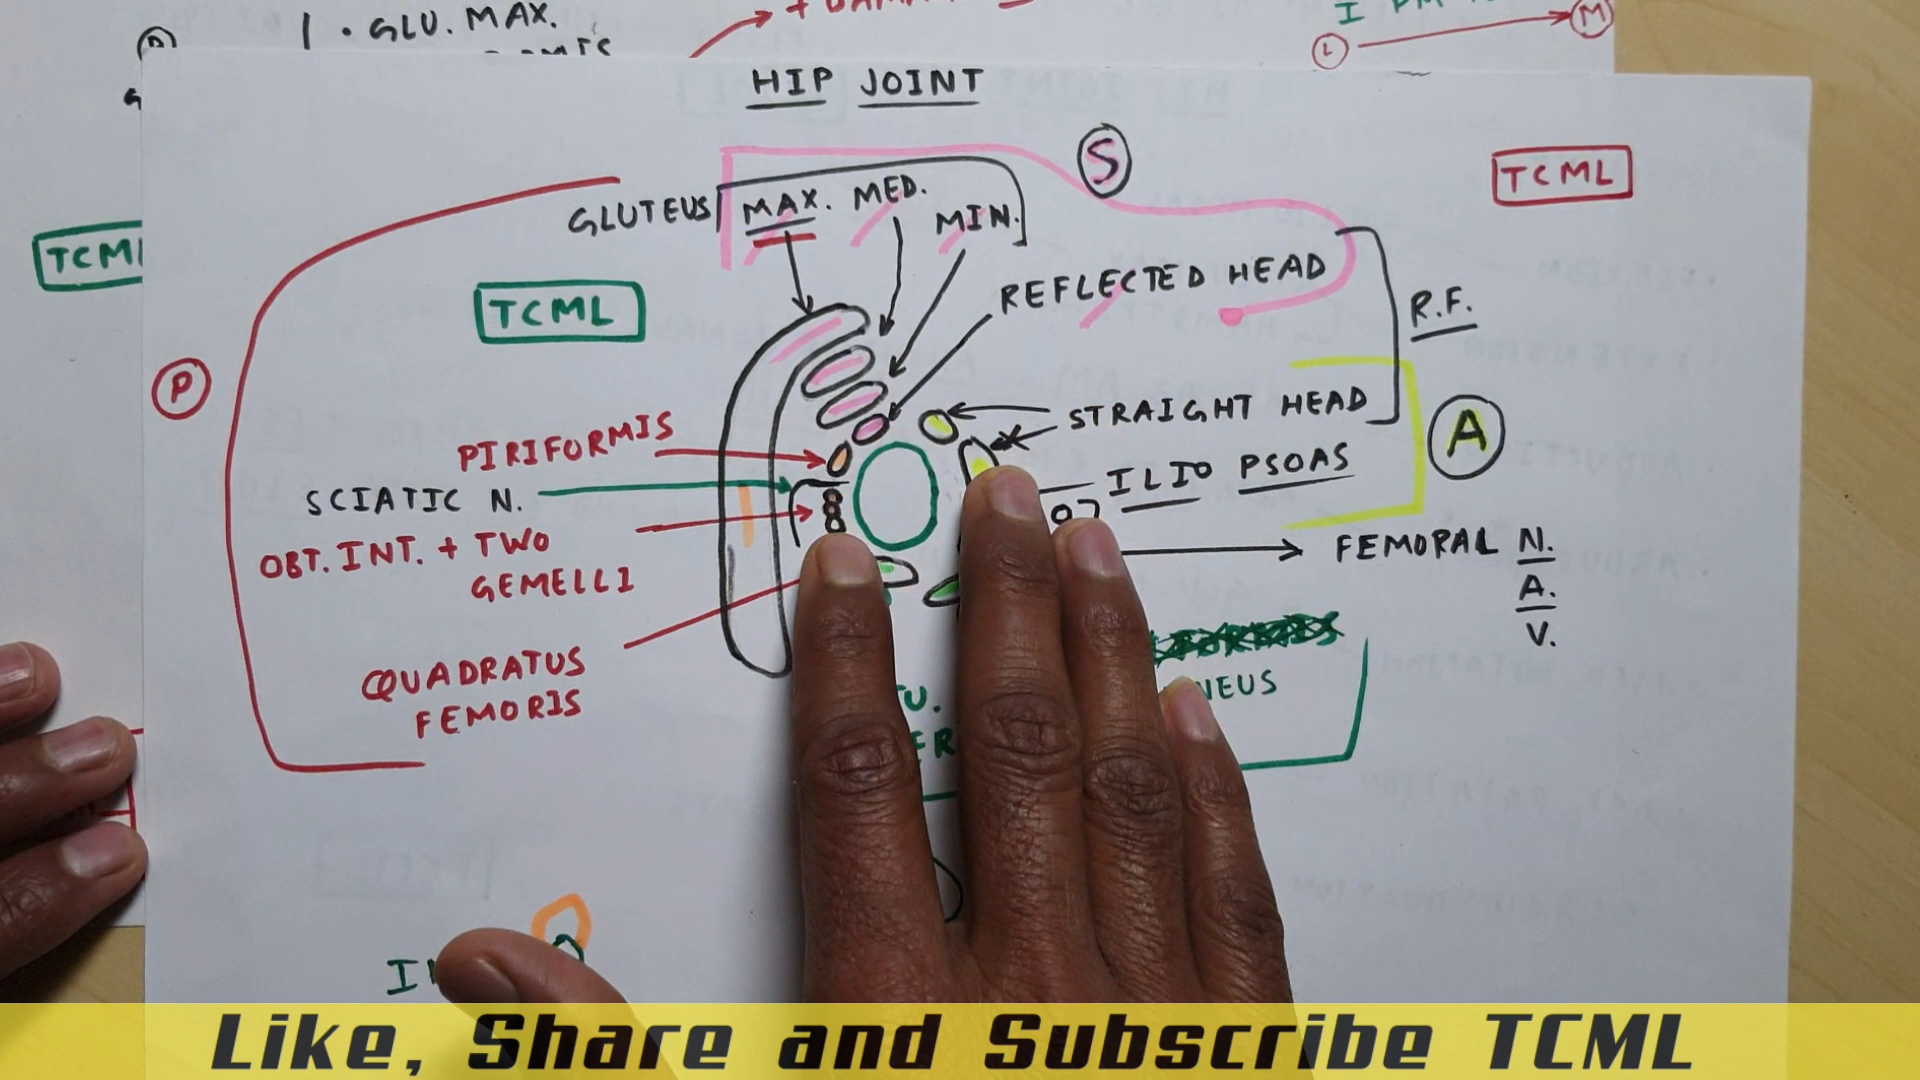 1 . GLU. MAX.
L
M
HIP JOINT
S
TCML
GLUTEUS MAX. MED. MIN.
TCML
REFLECTED HEAD
R.F.
P
STRAIGHT HEAD
A
PIRIFORMIS
ILIO PSOAS
SCIATIC N.
OBT. INT. + TWO
GEMELLI
FEMORAL N.
A.
V.
QUADRATUS
FEMORIS
TCML
Like, Share and Subscribe TCML